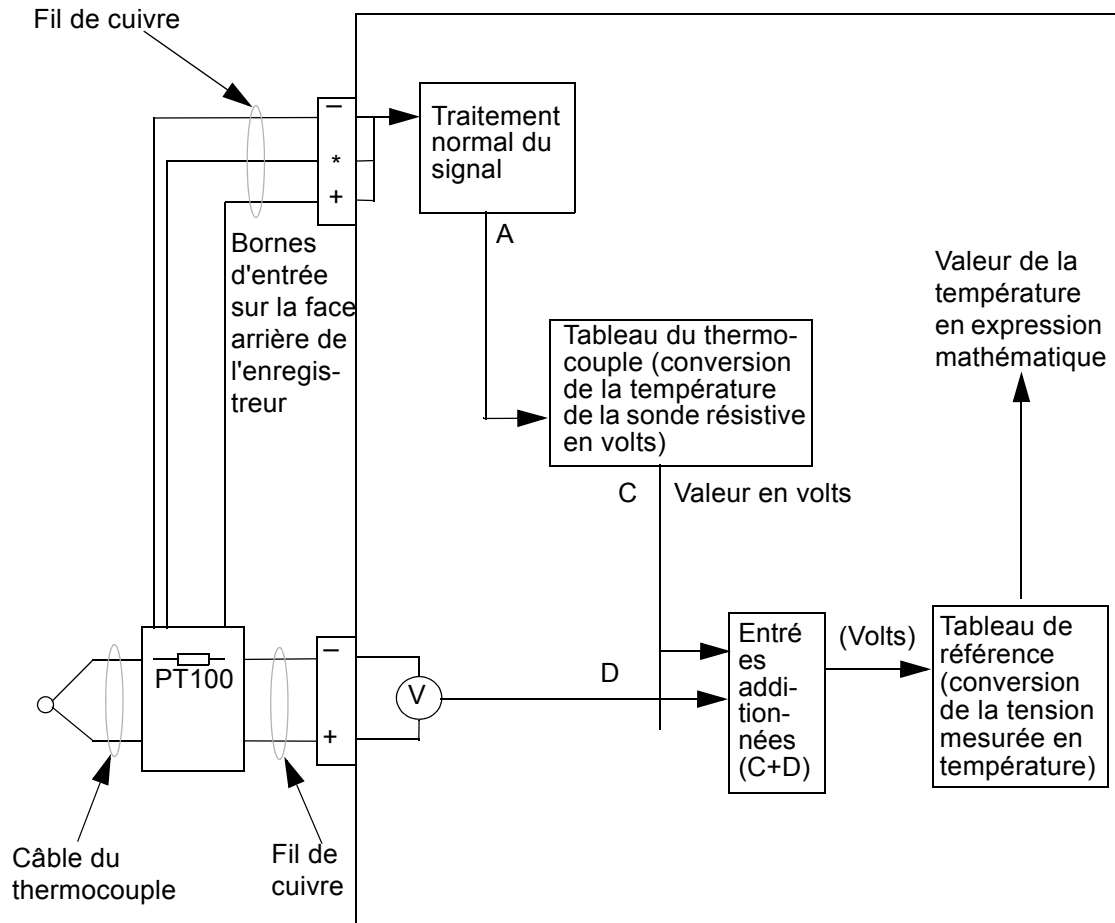 Fil de cuivre
–
*
+
Traitement
normal du
signal
A
Bornes
d'entrée
sur la face
arrière de
l'enregis-
treur
Tableau du thermo-
couple (conversion
de la température
de la sonde résistive
en volts)
Valeur de la
température
en expression
mathématique
C
Valeur en volts
PT100
–
+
V
D
Entré
es
addi-
tion-
nées
(C+D)
(Volts)
Tableau de
référence
(conversion
de la tension
mesurée en
température)
Câble du
thermocouple
Fil de
cuivre